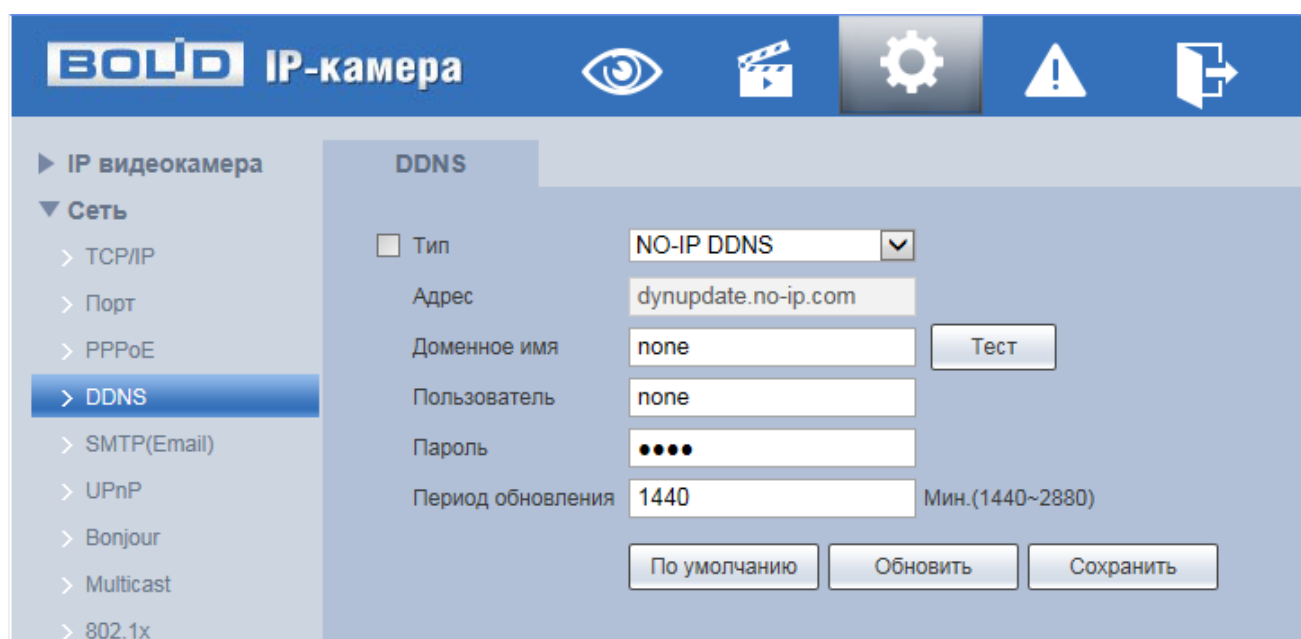 BOLID IP-камера
IP видеокамера
Сеть
TCP/IP
Порт
PPPoE
DDNS
SMTP(Email)
UPnP
Bonjour
Multicast
802.1x
DDNS
Тип NO-IP DDNS
Адрес dynupdate.no-ip.com
Доменное имя none Тест
Пользователь none
Пароль ●●●●
Период обновления 1440 Мин.(1440~2880)
По умолчанию Обновить Сохранить